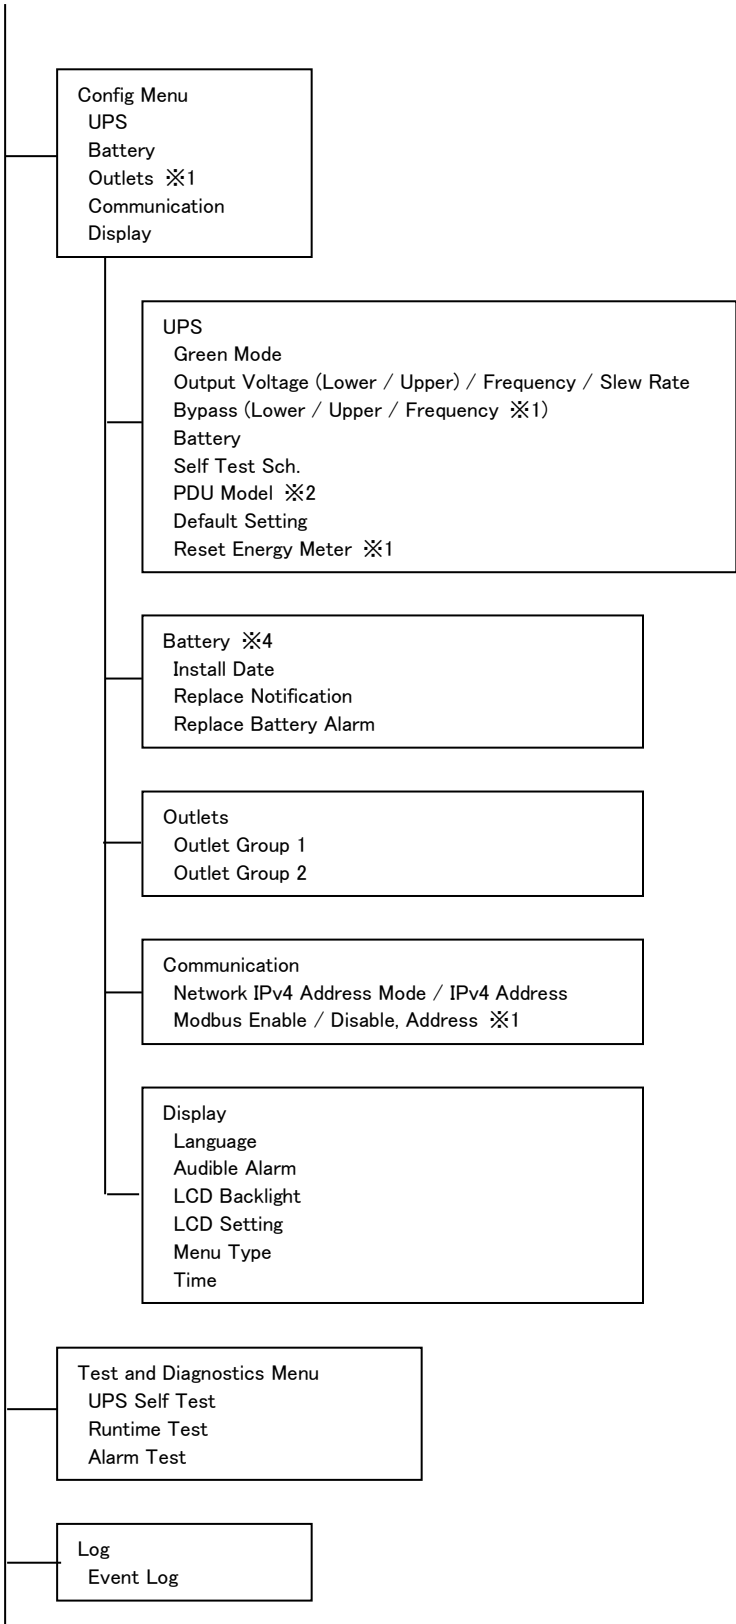 Config Menu
UPS
Battery
Outlets ※1
Communication
Display
UPS
Green Mode
Output Voltage (Lower / Upper) / Frequency / Slew Rate
Bypass (Lower / Upper / Frequency ※1)
Battery
Self Test Sch.
PDU Model ※2
Default Setting
Reset Energy Meter ※1
Battery ※4
Install Date
Replace Notification
Replace Battery Alarm
Outlets
Outlet Group 1
Outlet Group 2
Communication
Network IPv4 Address Mode / IPv4 Address
Modbus Enable / Disable, Address ※1
Display
Language
Audible Alarm
LCD Backlight
LCD Setting
Menu Type
Time
Test and Diagnostics Menu
UPS Self Test
Runtime Test
Alarm Test
Log
Event Log